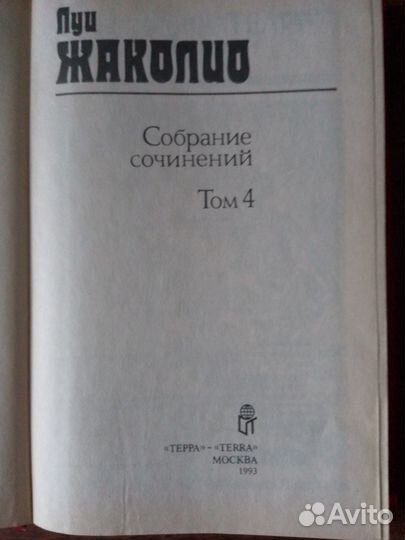 Луи
ЖАКОЛИО
Собрание
сочинений
Том 4
«ТЕРРА» – «TERRA»
МОСКВА
1993
Avito